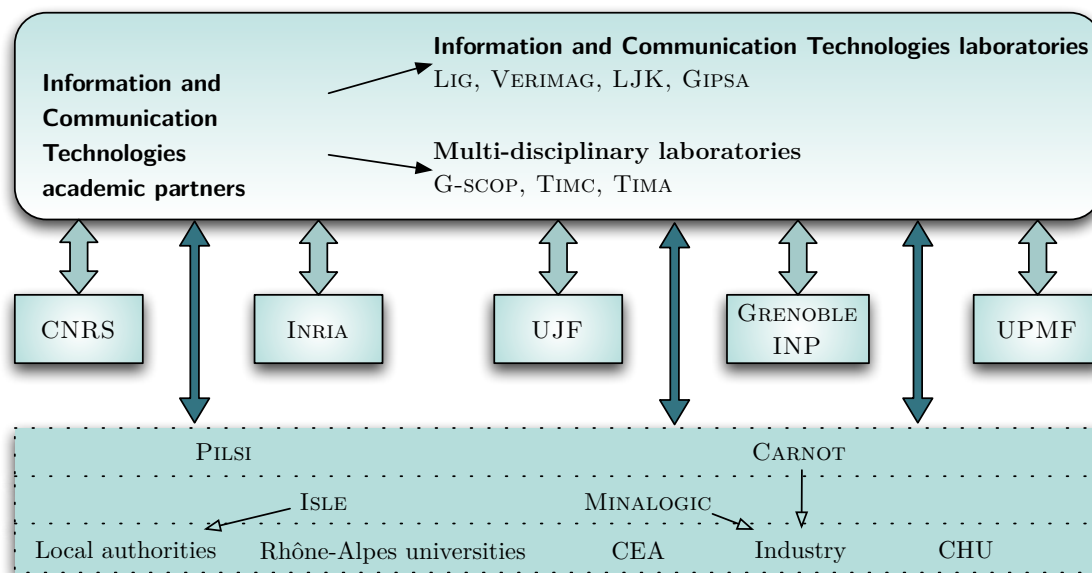 Information and
Communication
Technologies
academic partners
Information and Communication Technologies laboratories
LIG, VERIMAG, LJK, GIPSA
Multi-disciplinary laboratories
G-SCOP, TIMC, TIMA
CNRS
INRIA
UJF
GRENOBLE
INP
UPMF
PILSI
CARNOT
ISLE
MINALOGIC
Local authorities
Rhône-Alpes universities
CEA
Industry
CHU